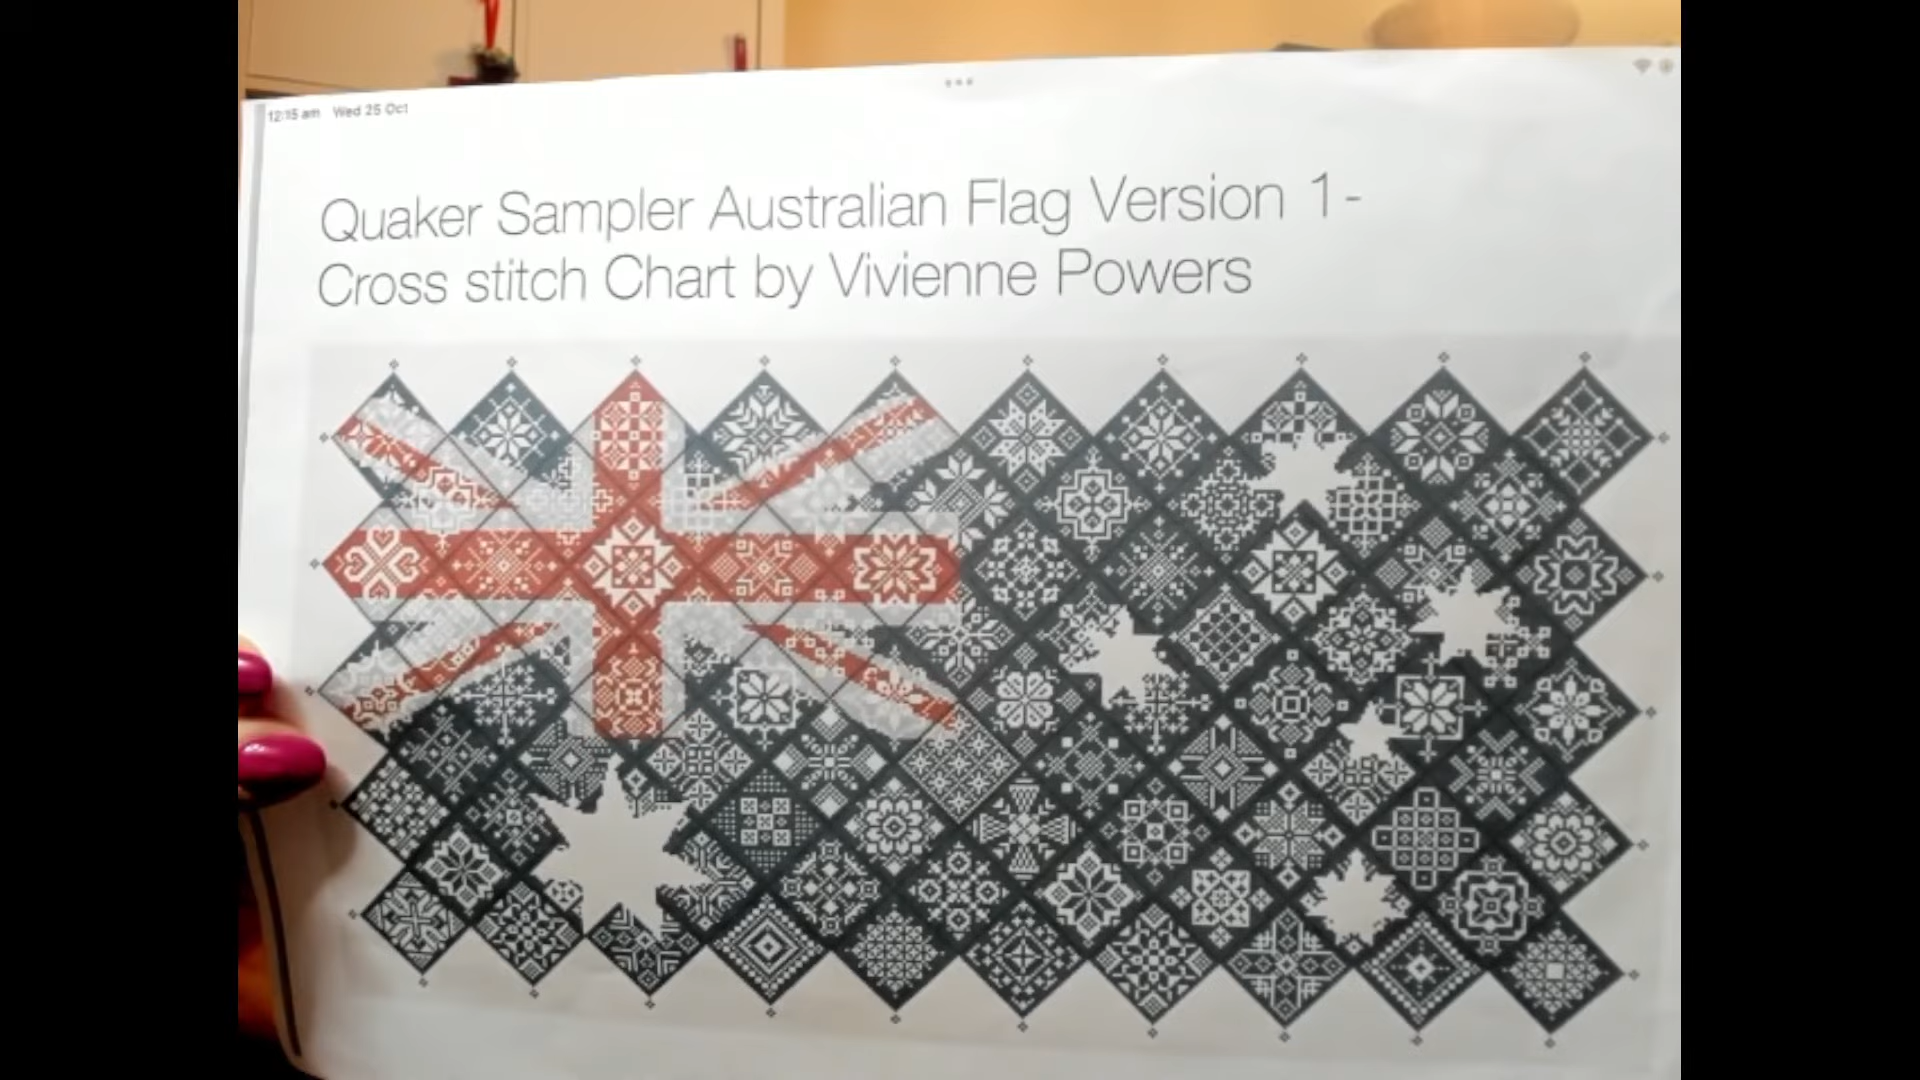 12:15 am Wed 25 Oct
Quaker Sampler Australian Flag Version 1-
Cross stitch Chart by Vivienne Powers